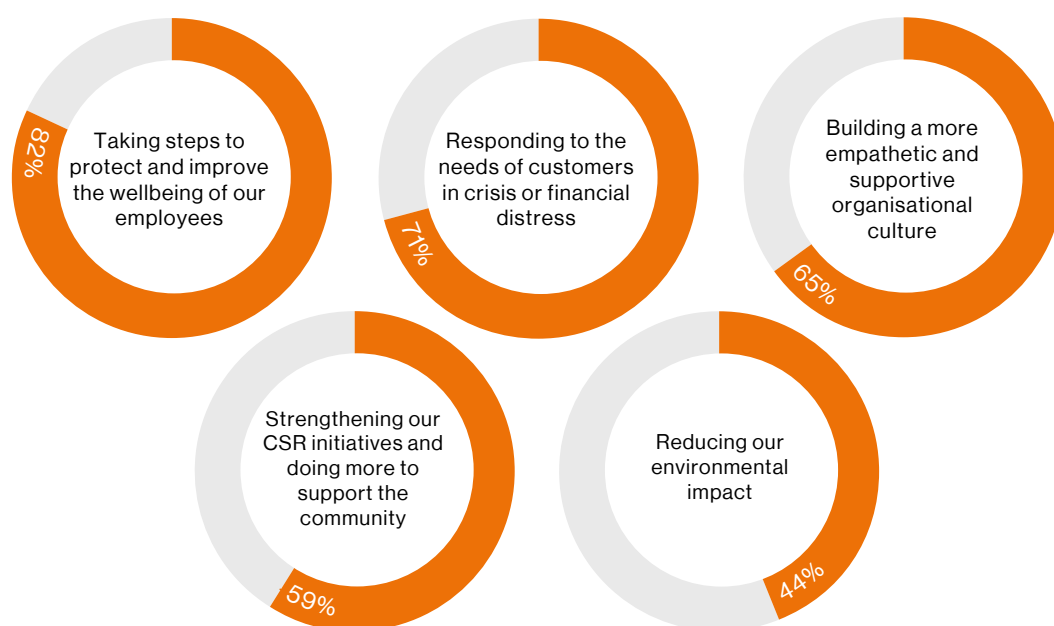 82%
Taking steps to
protect and improve
the wellbeing of our
employees
71%
Responding to the
needs of customers
in crisis or financial
distress
65%
Building a more
empathetic and
supportive
organisational
culture
59%
Strengthening our
CSR initiatives and
doing more to
support the
community
44%
Reducing our
environmental
impact